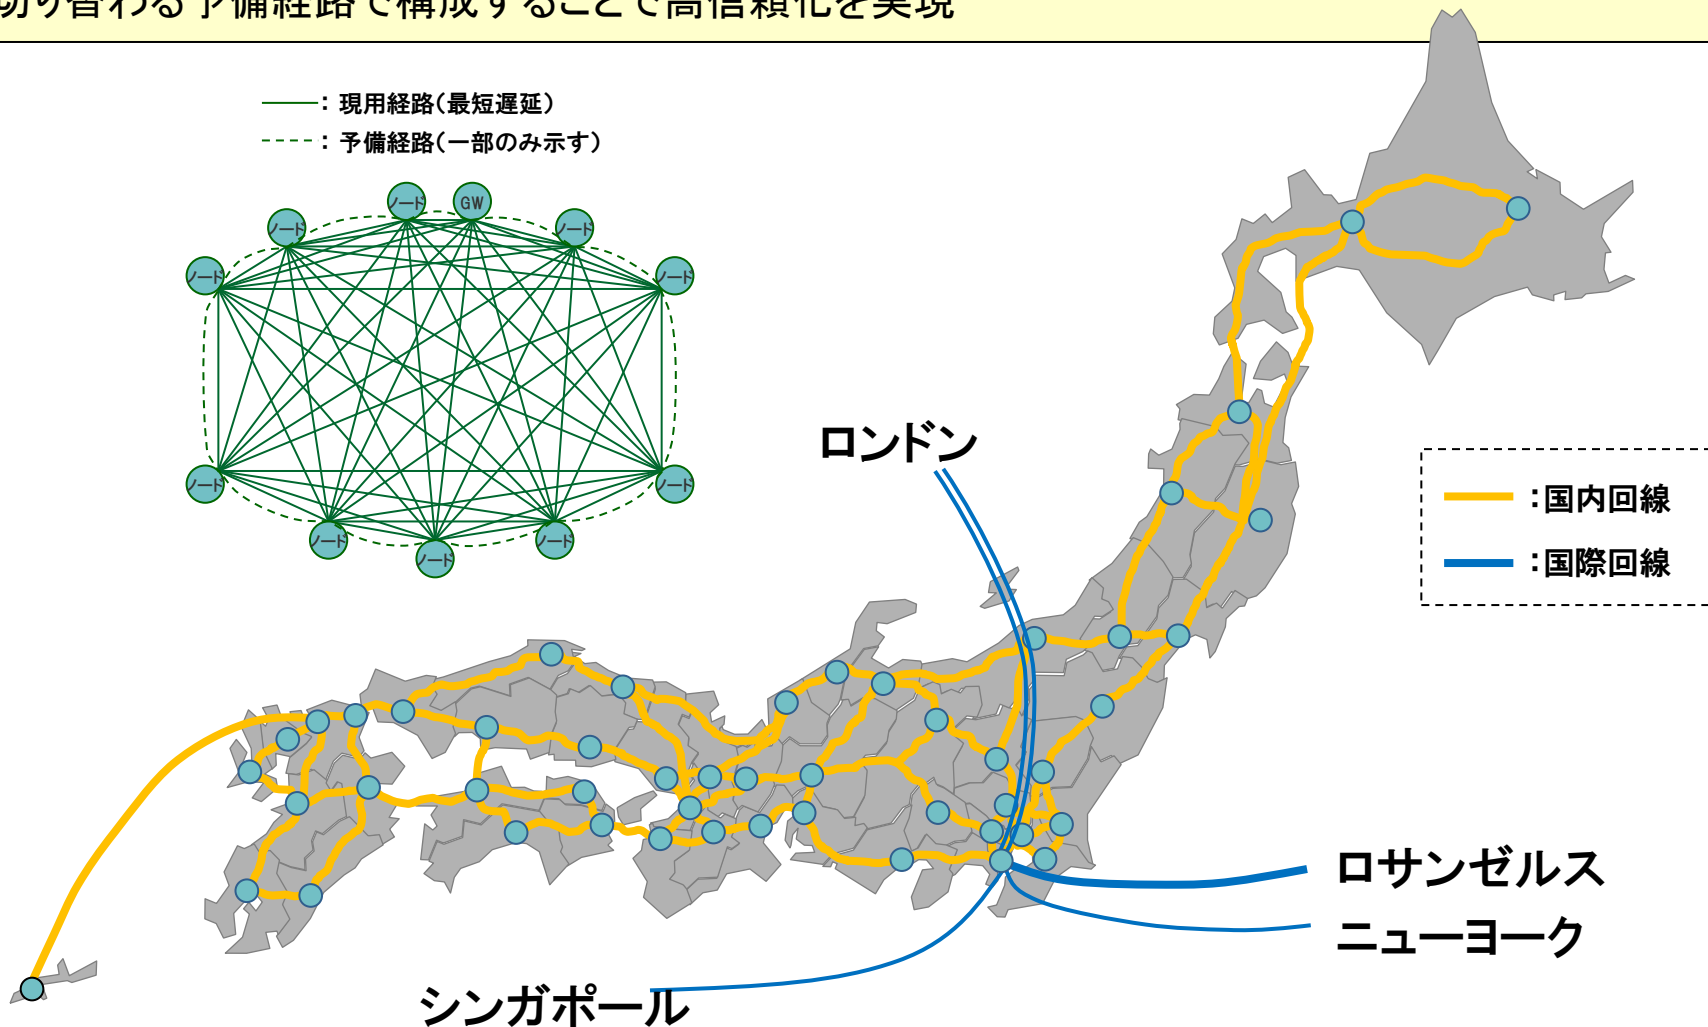 切り替わる予備経路で構成することで高信頼化を実現
：現用経路（最短遅延）
：予備経路（一部のみ示す）
ノード
GW
ノード
ノード
ノード
ノード
ノード
ノード
ノード
ノード
ノード
ロンドン
：国内回線
：国際回線
ロサンゼルス
ニューヨーク
シンガポール